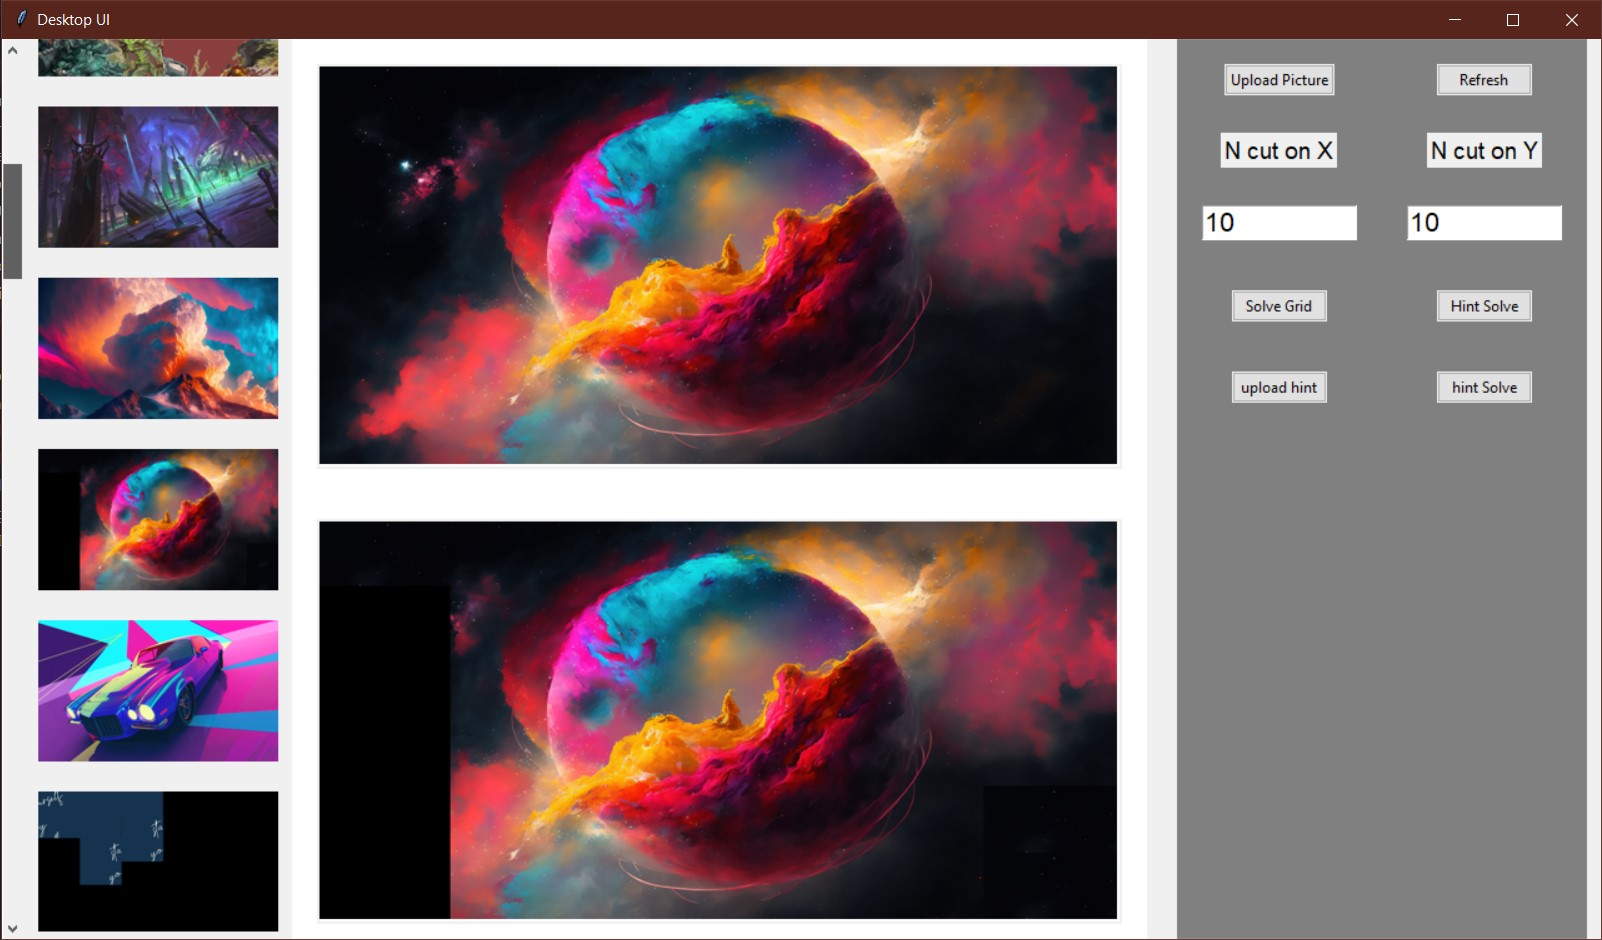 Desktop UI
Upload Picture
Refresh
N cut on X
N cut on Y
10
10
Solve Grid
Hint Solve
upload hint
hint Solve